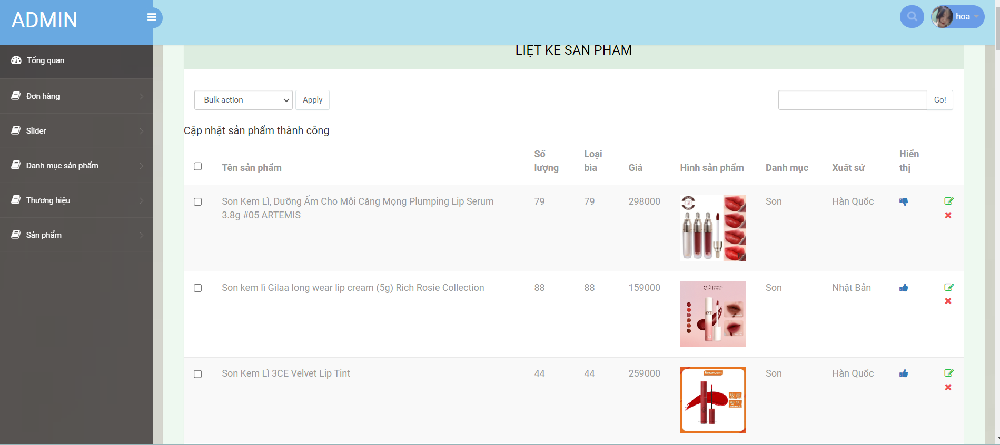 ADMIN
hoa
Tổng quan
Đơn hàng
Slider
Danh mục sản phẩm
Thương hiệu
Sản phẩm
LIỆT KÊ SẢN PHẨM
Bulk action
Apply
Go!
Cập nhật sản phẩm thành công
Tên sản phẩm Số lượng Loại bìa Giá Hình sản phẩm Danh mục Xuất sứ Hiển thị
Son Kem Lì, Dưỡng Ẩm Cho Môi Căng Mọng Plumping Lip Serum 79 79 298000 Son Hàn Quốc
3.8g #05 ARTEMIS
Son kem lì Gilaa long wear lip cream (5g) Rich Rosie Collection 88 88 159000 Son Nhật Bản
Son Kem Lì 3CE Velvet Lip Tint 44 44 259000 Son Hàn Quốc